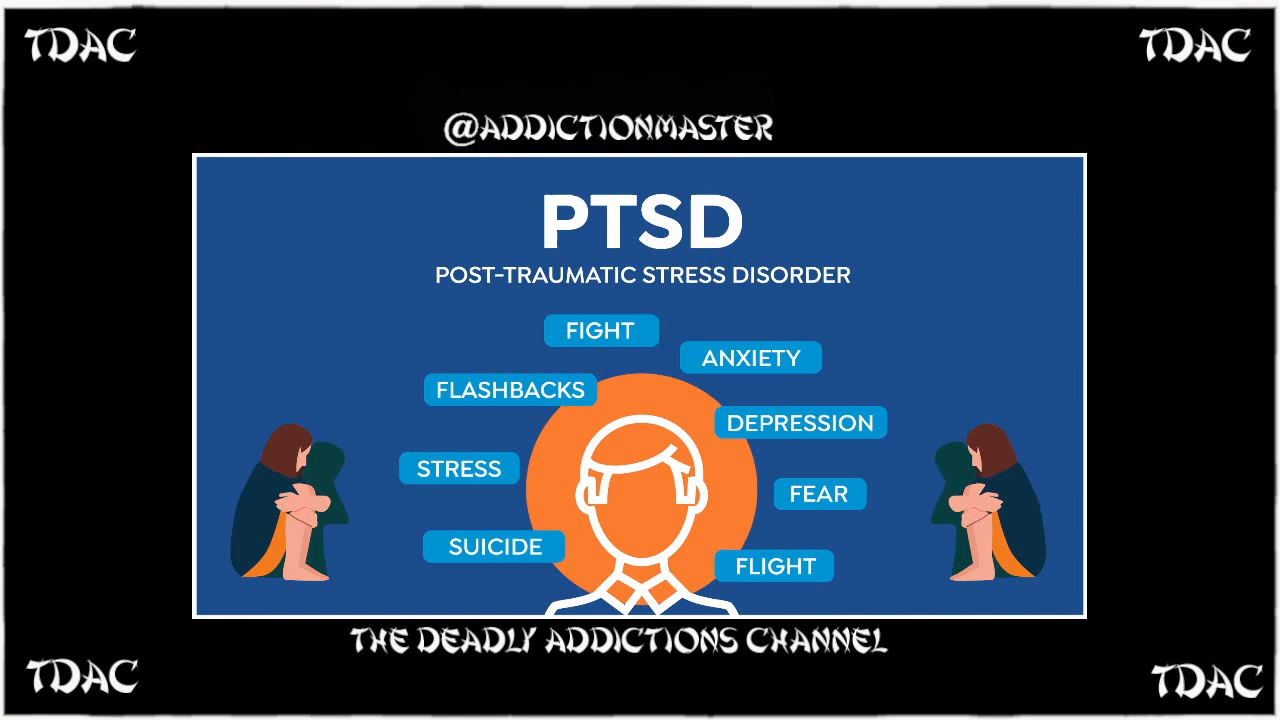 TDAC
TDAC
@ADDICTIONMASTER
PTSD
POST-TRAUMATIC STRESS DISORDER
FIGHT
ANXIETY
FLASHBACKS
DEPRESSION
STRESS
FEAR
SUICIDE
FLIGHT
THE DEADLY ADDICTIONS CHANNEL
TDAC
TDAC